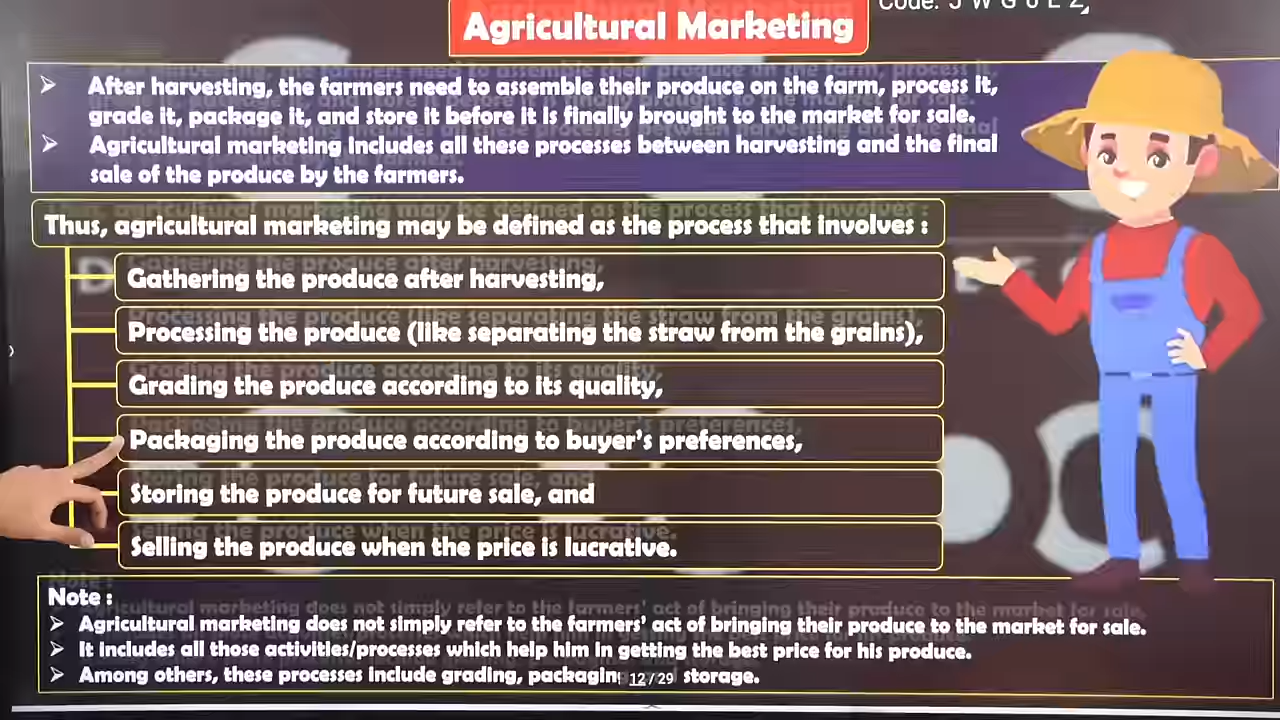 Code: J W G U E Z
Agricultural Marketing
➤ After harvesting, the farmers need to assemble their produce on the farm, process it,
grade it, package it, and store it before it is finally brought to the market for sale.
➤ Agricultural marketing includes all these processes between harvesting and the final
sale of the produce by the farmers.
Thus, agricultural marketing may be defined as the process that involves :
Gathering the produce after harvesting,
Processing the produce (like separating the straw from the grains),
Grading the produce according to its quality,
Packaging the produce according to buyer's preferences,
Storing the produce for future sale, and
Selling the produce when the price is lucrative.
Note :
➤ Agricultural marketing does not simply refer to the farmers' act of bringing their produce to the market for sale.
➤ It includes all those activities/processes which help him in getting the best price for his produce.
➤ Among others, these processes include grading, packagin storage.
12 / 29